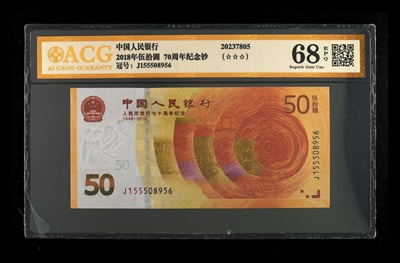 ACG
AI CANG GUARANTY
中国人民银行
2018年伍拾圆 70周年纪念钞
冠号：J155508956
20237805
(☆☆☆)
68 EPQ
Superb Gem Unc
中国人民银行
人民币发行七十周年纪念
1948-2018
50 伍拾圆
50
J155508956
50
J155508956